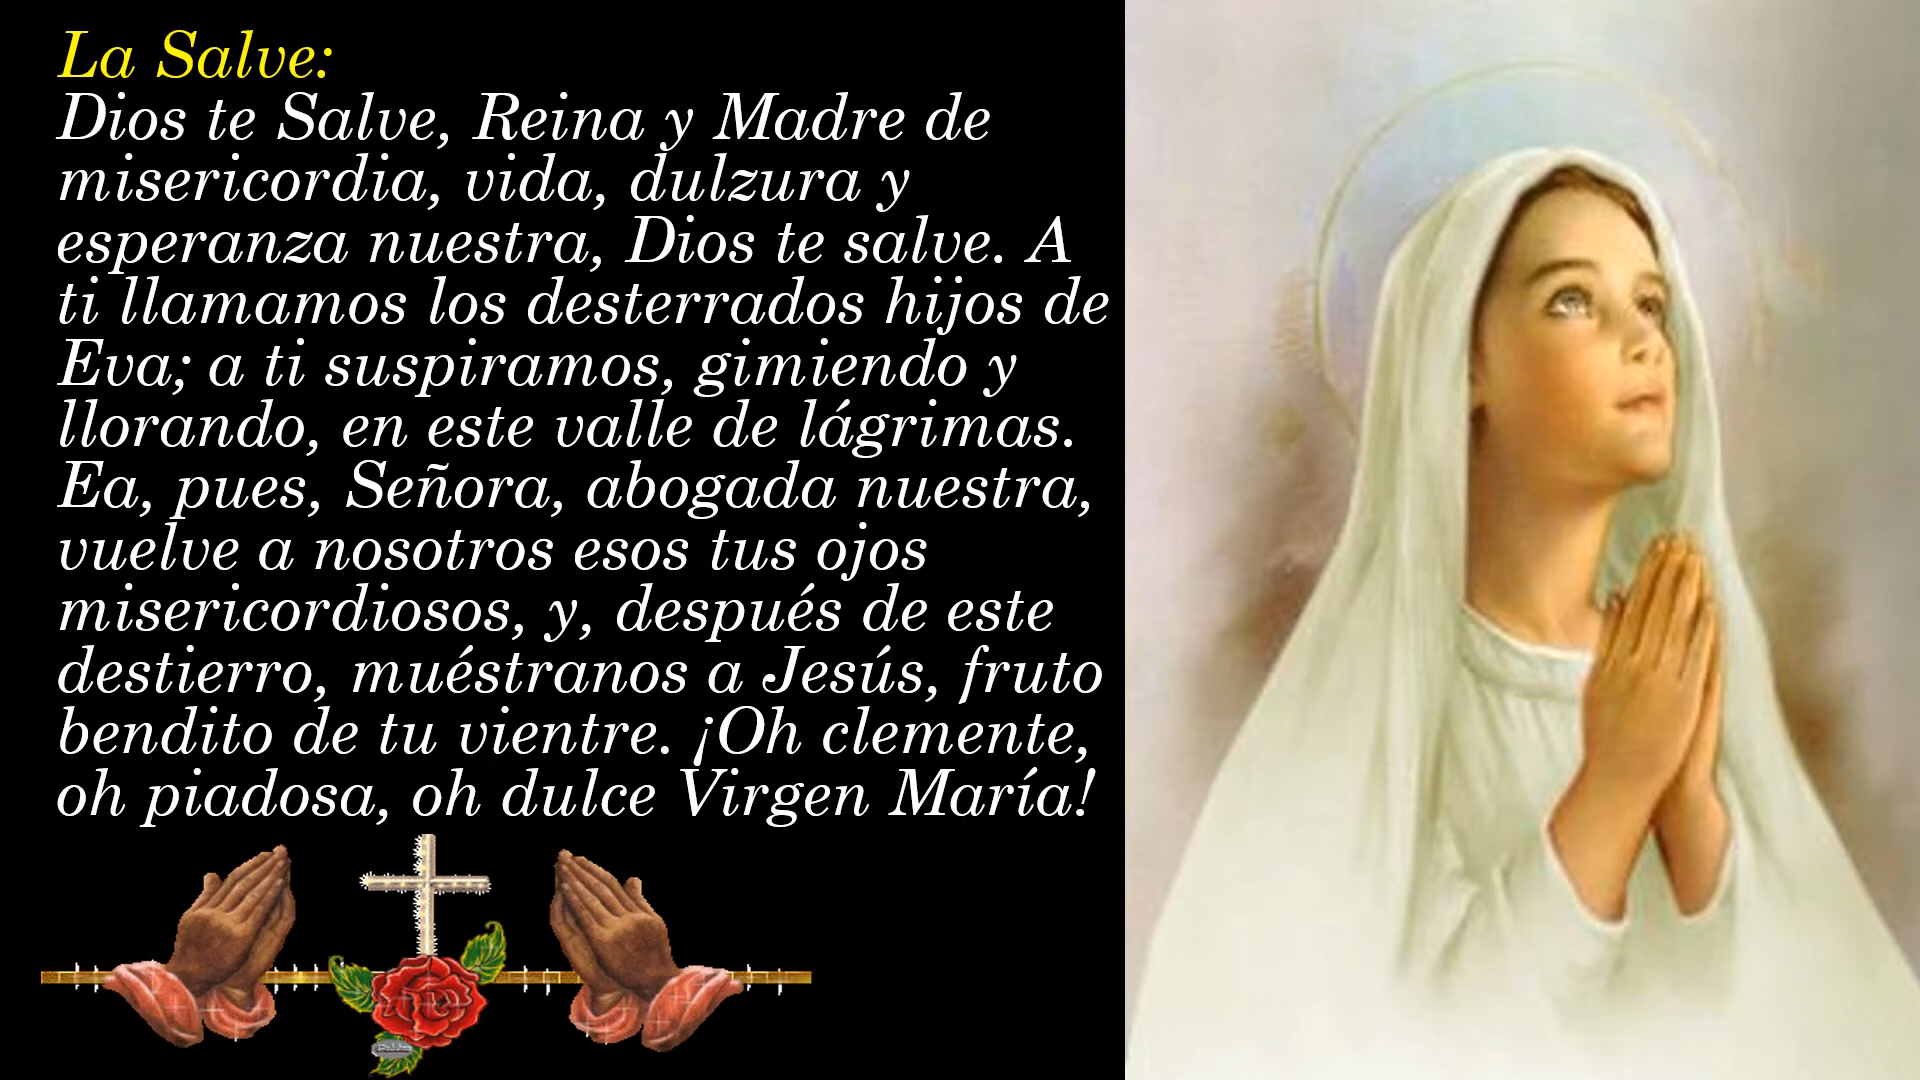 La Salve:
Dios te Salve, Reina y Madre de
misericordia, vida, dulzura y
esperanza nuestra, Dios te salve. A
ti llamamos los desterrados hijos de
Eva; a ti suspiramos, gimiendo y
llorando, en este valle de lágrimas.
Ea, pues, Señora, abogada nuestra,
vuelve a nosotros esos tus ojos
misericordiosos, y, después de este
destierro, muéstranos a Jesús, fruto
bendito de tu vientre. ¡Oh clemente,
oh piadosa, oh dulce Virgen María!